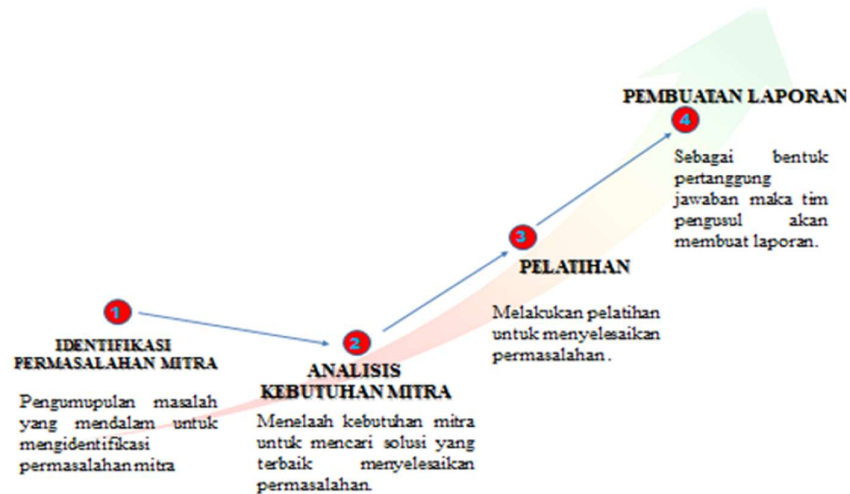 1
IDENTIFIKASI
PERMASALAHAN MITRA
Pengumupulan masalah
yang mendalam untuk
mengidentifikasi
permasalahan mitra
2
ANALISIS
KEBUTUHAN MITRA
Menelaah kebutuhan mitra
untuk mencari solusi yang
terbaik menyelesaikan
permasalahan.
3
PELATIHAN
Melakukan pelatihan
untuk menyelesaikan
permasalahan .
PEMBUATAN LAPORAN
4
Sebagai bentuk
pertanggung
jawaban maka tim
pengusul akan
membuat laporan.